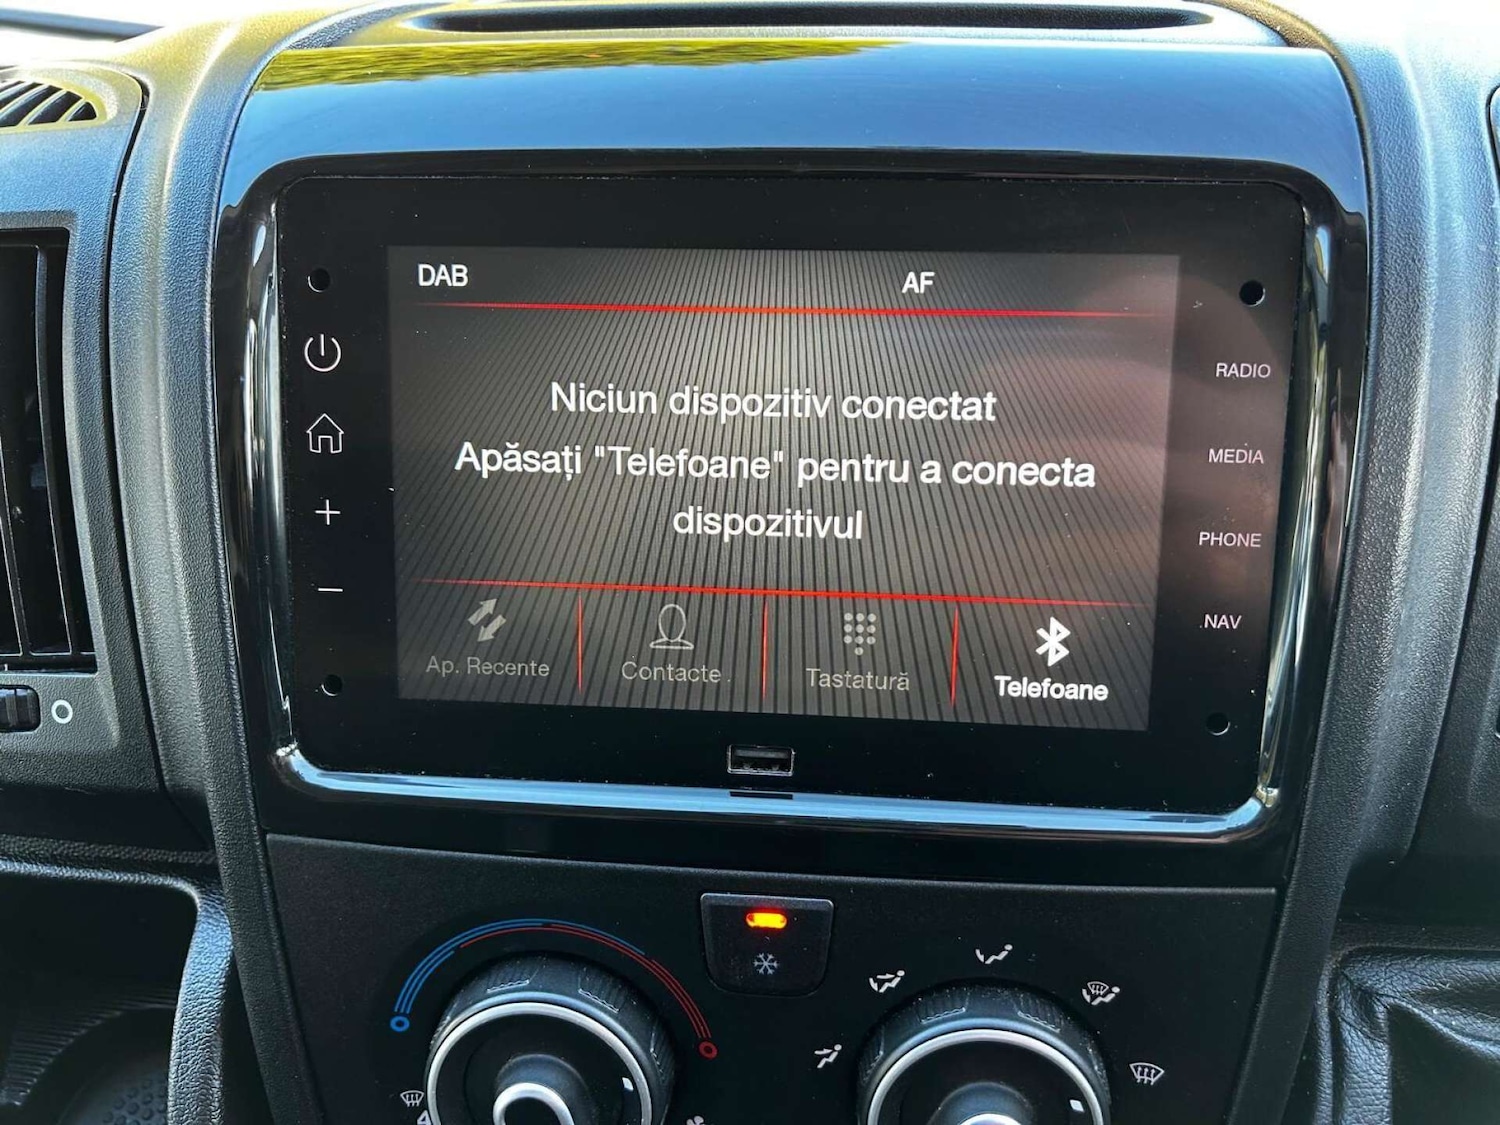 DAB AF
RADIO
Niciun dispozitiv conectat
MEDIA
Apăsați "Telefoane" pentru a conecta
dispozitivul
PHONE
NAV
Ap. Recente Contacte Tastatură Telefoane